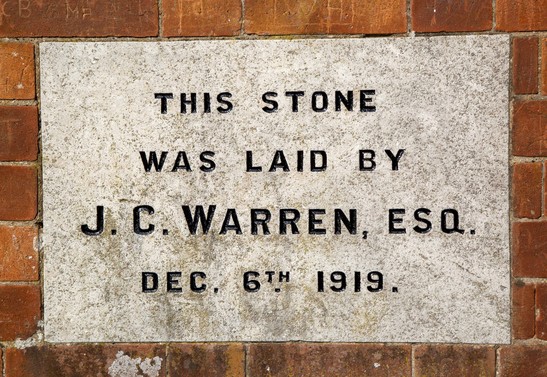 THIS STONE
WAS LAID BY
J. C. WARREN, ESQ.
DEC. 6TH. 1919.